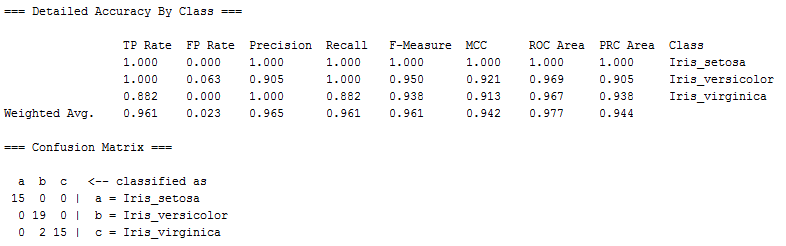 === Detailed Accuracy By Class ===
TP Rate FP Rate Precision Recall F-Measure MCC ROC Area PRC Area Class
1.000 0.000 1.000 1.000 1.000 1.000 1.000 1.000 Iris_setosa
1.000 0.063 0.905 1.000 0.950 0.921 0.969 0.905 Iris_versicolor
0.882 0.000 1.000 0.882 0.938 0.913 0.967 0.938 Iris_virginica
Weighted Avg. 0.961 0.023 0.965 0.961 0.961 0.942 0.977 0.944
=== Confusion Matrix ===
a b c <-- classified as
15 0 0 | a = Iris_setosa
0 19 0 | b = Iris_versicolor
0 2 15 | c = Iris_virginica